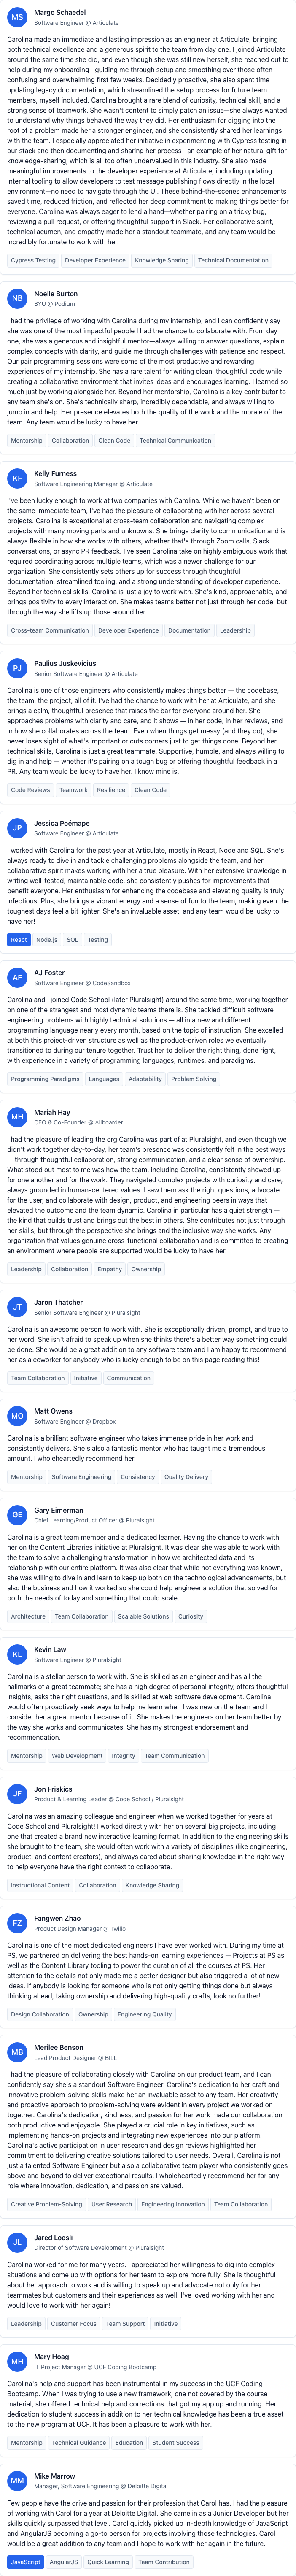 MS
Margo Schaedel
Software Engineer @ Articulate
Carolina made an immediate and lasting impression as an engineer at Articulate, bringing
both technical excellence and a generous spirit to the team from day one. I joined Articulate
around the same time she did, and even though she was still new herself, she reached out to
help during my onboarding—guiding me through setup and smoothing over those often
confusing and overwhelming first few weeks. Decidedly proactive, she also spent time
updating legacy documentation, which streamlined the setup process for future team
members, myself included. Carolina brought a rare blend of curiosity, technical skill, and a
strong sense of teamwork. She wasn't content to simply patch an issue—she wanted to
to understand why things behaved the way they did. Her enthusiasm for digging into the
root of a problem made her a stronger engineer, and she consistently shared her learnings
with the team. I especially appreciated her initiative in experimenting with Cypress testing in
our stack and then documenting and sharing her process—an example of her natural gift for
knowledge-sharing, which is all too often undervalued in this industry. She also made
meaningful improvements to the developer experience at Articulate, including updating
internal tooling to allow developers to test message publishing flows directly in their local
environment—no need to navigate through the UI. These behind-the-scenes enhancements
saved time, reduced friction, and reflected her deep commitment to making things better for
everyone. Carolina was always eager to lend a hand—whether pairing on a tricky bug,
reviewing a pull request, or offering thoughtful support in Slack. Her collaborative spirit,
technical acumen, and empathy made her a standout teammate, and any team would be
incredibly fortunate to work with her.
Cypress Testing Developer Experience Knowledge Sharing Technical Documentation
NB
Noelle Burton
BYU @ Podium
I had the privilege of working with Carolina during my internship, and I can confidently say
she was one of the most impactful people I had the chance to collaborate with. From day
one, she was a generous and insightful mentor—always willing to answer questions, explain
complex concepts with clarity, and guide me through challenges with patience and respect.
Our pair programming sessions were some of the most productive and rewarding
experiences of my internship. She has a rare talent for writing clean, thoughtful code while
creating a collaborative environment that invites ideas and encourages learning. I learned so
much just by working alongside her. Beyond her mentorship, Carolina is a key contributor to
any team she's on. She's technically sharp, incredibly dependable, and always willing to
jump in and help. Her presence elevates both the quality of the work and the morale of the
team. Any team would be lucky to have her.
Mentorship Collaboration Clean Code Technical Communication
KF
Kelly Furness
Software Engineering Manager @ Articulate
I've been lucky enough to work at two companies with Carolina. While we haven't been on
the same immediate team, I've had the pleasure of collaborating with her across several
projects. Carolina is exceptional at cross-team collaboration and navigating complex
projects with many moving parts and unknowns. She brings clarity to communication and is
always flexible in how she works with others, whether that's through Zoom calls, Slack
conversations, or async PR feedback. I've seen Carolina take on highly ambiguous work that
required coordinating across multiple teams, which was a newer challenge for our
organization. She consistently sets others up for success through thoughtful
documentation, streamlined tooling, and a strong understanding of developer experience.
Beyond her technical skills, Carolina is just a joy to work with. She's kind, approachable, and
brings positivity to every interaction. She makes teams better not just through her code, but
through the way she lifts up those around her.
Cross-team Communication Developer Experience Documentation Leadership
PJ
Paulius Juskevicius
Senior Software Engineer @ Articulate
Carolina is one of those engineers who consistently makes things better — the codebase,
the team, the project, all of it. I've had the chance to work with her at Articulate, and she
brings a calm, thoughtful presence that raises the bar for everyone around her. She
approaches problems with clarity and care, and it shows — in her code, in her reviews, and
in how she collaborates across the team. Even when things get messy (and they do), she
never loses sight of what's important or cuts corners just to get things done. Beyond her
technical skills, Carolina is just a great teammate. Supportive, humble, and always willing to
dig in and help — whether it's pairing on a tough bug or offering thoughtful feedback in a
PR. Any team would be lucky to have her. I know mine is.
Code Reviews Teamwork Resilience Clean Code
JP
Jessica Poémape
Software Engineer @ Articulate
I worked with Carolina for the past year at Articulate, mostly in React, Node and SQL. She's
always ready to dive in and tackle challenging problems alongside the team, and her
collaborative spirit makes working with her a true pleasure. With her extensive knowledge in
writing well-tested, maintainable code, she consistently pushes for improvements that
benefit everyone. Her enthusiasm for enhancing the codebase and elevating quality is truly
infectious. Plus, she brings a vibrant energy and a sense of fun to the team, making even the
toughest days feel a bit lighter. She's an invaluable asset, and any team would be lucky to
have her!
React Node.js SQL Testing
AF
AJ Foster
Software Engineer @ CodeSandbox
Carolina and I joined Code School (later Pluralsight) around the same time, working together
on one of the strangest and most dynamic teams there is. She tackled difficult software
engineering problems with highly technical solutions — all in a new and different
programming language nearly every month, based on the topic of instruction. She excelled
at both this project-driven structure as well as the product-driven roles we eventually
transitioned to during our tenure together. Trust her to deliver the right thing, done right,
with experience in a variety of programming languages, runtimes, and paradigms.
Programming Paradigms Languages Adaptability Problem Solving
MH
Mariah Hay
CEO & Co-Founder @ Allboarder
I had the pleasure of leading the org Carolina was part of at Pluralsight, and even though we
didn't work together day-to-day, her team's presence was consistently felt in the best ways
— through thoughtful collaboration, strong communication, and a clear sense of ownership.
What stood out most to me was how the team, including Carolina, consistently showed up
for one another and for the work. They navigated complex projects with curiosity and care,
always grounded in human-centered values. I saw them ask the right questions, advocate
for the user, and collaborate with design, product, and engineering peers in ways that
elevated both the outcomes and the team dynamic. Carolina in particular has a quiet strength —
the kind that builds trust and brings out the best in others. She contributes not just through
her skills, but through the perspective she brings and the inclusive way she works. Any
organization that values genuine cross-functional collaboration and is committed to creating
an environment where people are supported would be lucky to have her.
Leadership Collaboration Empathy Ownership
JT
Jaron Thatcher
Senior Software Engineer @ Pluralsight
Carolina is an awesome person to work with. She is exceptionally driven, prompt, and true to
her word. She isn't afraid to speak up when she thinks there's a better way something could
be done. She would be a great addition to any software team and I am happy to recommend
her as a coworker for anybody who is lucky enough to be on this page reading this!
Team Collaboration Initiative Communication
MO
Matt Owens
Software Engineer @ Dropbox
Carolina is a brilliant software engineer who takes immense pride in her work and
consistently delivers. She's also a fantastic mentor who has taught me a tremendous
amount. I wholeheartedly recommend her.
Mentorship Software Engineering Consistency Quality Delivery
GE
Gary Eimerman
Chief Learning/Product Officer @ Pluralsight
Carolina is a great team member and a dedicated learner. Having the chance to work with
her on the Content Libraries initiative at Pluralsight. It was clear she was able to work with
the team to solve a challenging transformation in how we architected data and its
relationship with our entire platform. It was also clear that while not everything was known,
she was willing to dive in and learn to keep up both on the technological advancements, but
also the business and how it worked so she could help engineer a solution that solved for
both the needs of today and something that could scale.
Architecture Team Collaboration Scalable Solutions Curiosity
KL
Kevin Law
Software Engineer @ Pluralsight
Carolina is a stellar person to work with. She is skilled as an engineer and has all the
hallmarks of a great teammate; she has a high degree of personal integrity, offers thoughtful
insights, asks the right questions, and is skilled at web software development. Carolina
would often proactively seek ways to help me learn when I was new on the team and I
consider her a great mentor because of it. She makes the engineers on her team better by
the way she works and communicates. She has my strongest endorsement and
recommendation.
Mentorship Web Development Integrity Team Communication
JF
Jon Friskics
Product & Learning Leader @ Code School / Pluralsight
Carolina was an amazing colleague and engineer when we worked together for years at
Code School and Pluralsight! I worked directly with her on several big projects, including
one that created a brand new interactive learning format. In addition to the engineering skills
she brought to the team, she would often work with a variety of disciplines (like engineering,
product, and content creators), and always cared about sharing knowledge in the right way
to help everyone have the right context to collaborate.
Instructional Content Collaboration Knowledge Sharing
FZ
Fangwen Zhao
Product Design Manager @ Twilio
Carolina is one of the most dedicated engineers I have ever worked with. During my time at
PS, we partnered on delivering the best hands-on learning experiences — Projects at PS as
well as the Content Library tooling to power the curation of all the courses at PS. Her
attention to the details not only made me a better designer but also triggered a lot of new
ideas. If anybody is looking for someone who is not only getting things done but always
thinking ahead, taking ownership and delivering high-quality crafts, look no further!
Design Collaboration Ownership Engineering Quality
MB
Merilee Benson
Lead Product Designer @ BILL
I had the pleasure of collaborating closely with Carolina on our product team, and I can
confidently say she's a standout Software Engineer. Carolina's dedication to her craft and
innovative problem-solving skills make her an invaluable asset to any team. Her creativity
and proactive approach to problem-solving were evident in every project we worked on
together. Carolina's dedication, kindness, and passion for her work made our collaboration
both productive and enjoyable. She played a crucial role in key initiatives, such as
implementing hands-on projects and integrating new experiences into our platform.
Carolina's active participation in user research and design reviews highlighted her
commitment to delivering creative solutions tailored to user needs. Overall, Carolina is not
just a talented Software Engineer but also a collaborative team player who consistently goes
above and beyond to deliver exceptional results. I wholeheartedly recommend her for any
role where innovation, dedication, and passion are valued.
Creative Problem-Solving User Research Engineering Innovation Team Collaboration
JL
Jared Loosli
Director of Software Development @ Pluralsight
Carolina worked for me for many years. I appreciated her willingness to dig into complex
situations and come up with options for her team to explore more fully. She is thoughtful
about her approach to work and is willing to speak up and advocate not only for her
teammates but customers and their experiences as well! I've loved working with her and
would love to work with her again!
Leadership Customer Focus Team Support Initiative
MH
Mary Hoag
IT Project Manager @ UCF Coding Bootcamp
Carolina's help and support has been instrumental in my success in the UCF Coding
Bootcamp. When I was trying to use a new framework, one not covered by the course
material, she offered technical help and corrections that got my app up and running. Her
dedication to student success in addition to her technical knowledge has been a true asset to
the new program at UCF. It has been a pleasure to work with her.
Mentorship Technical Guidance Education Student Success
MM
Mike Marrow
Manager, Software Engineering @ Deloitte Digital
Few people have the drive and passion for their profession that Carol has. I had the pleasure
of working with Carol for a year at Deloitte Digital. She came in as a Junior Developer but her
skills quickly surpassed that level. Carol quickly picked up in-depth knowledge of JavaScript
and AngularJS becoming a go-to person for projects involving those technologies. Carol
would be a great addition to any team and I hope to work with her again in the future.
JavaScript AngularJS Quick Learning Team Contribution